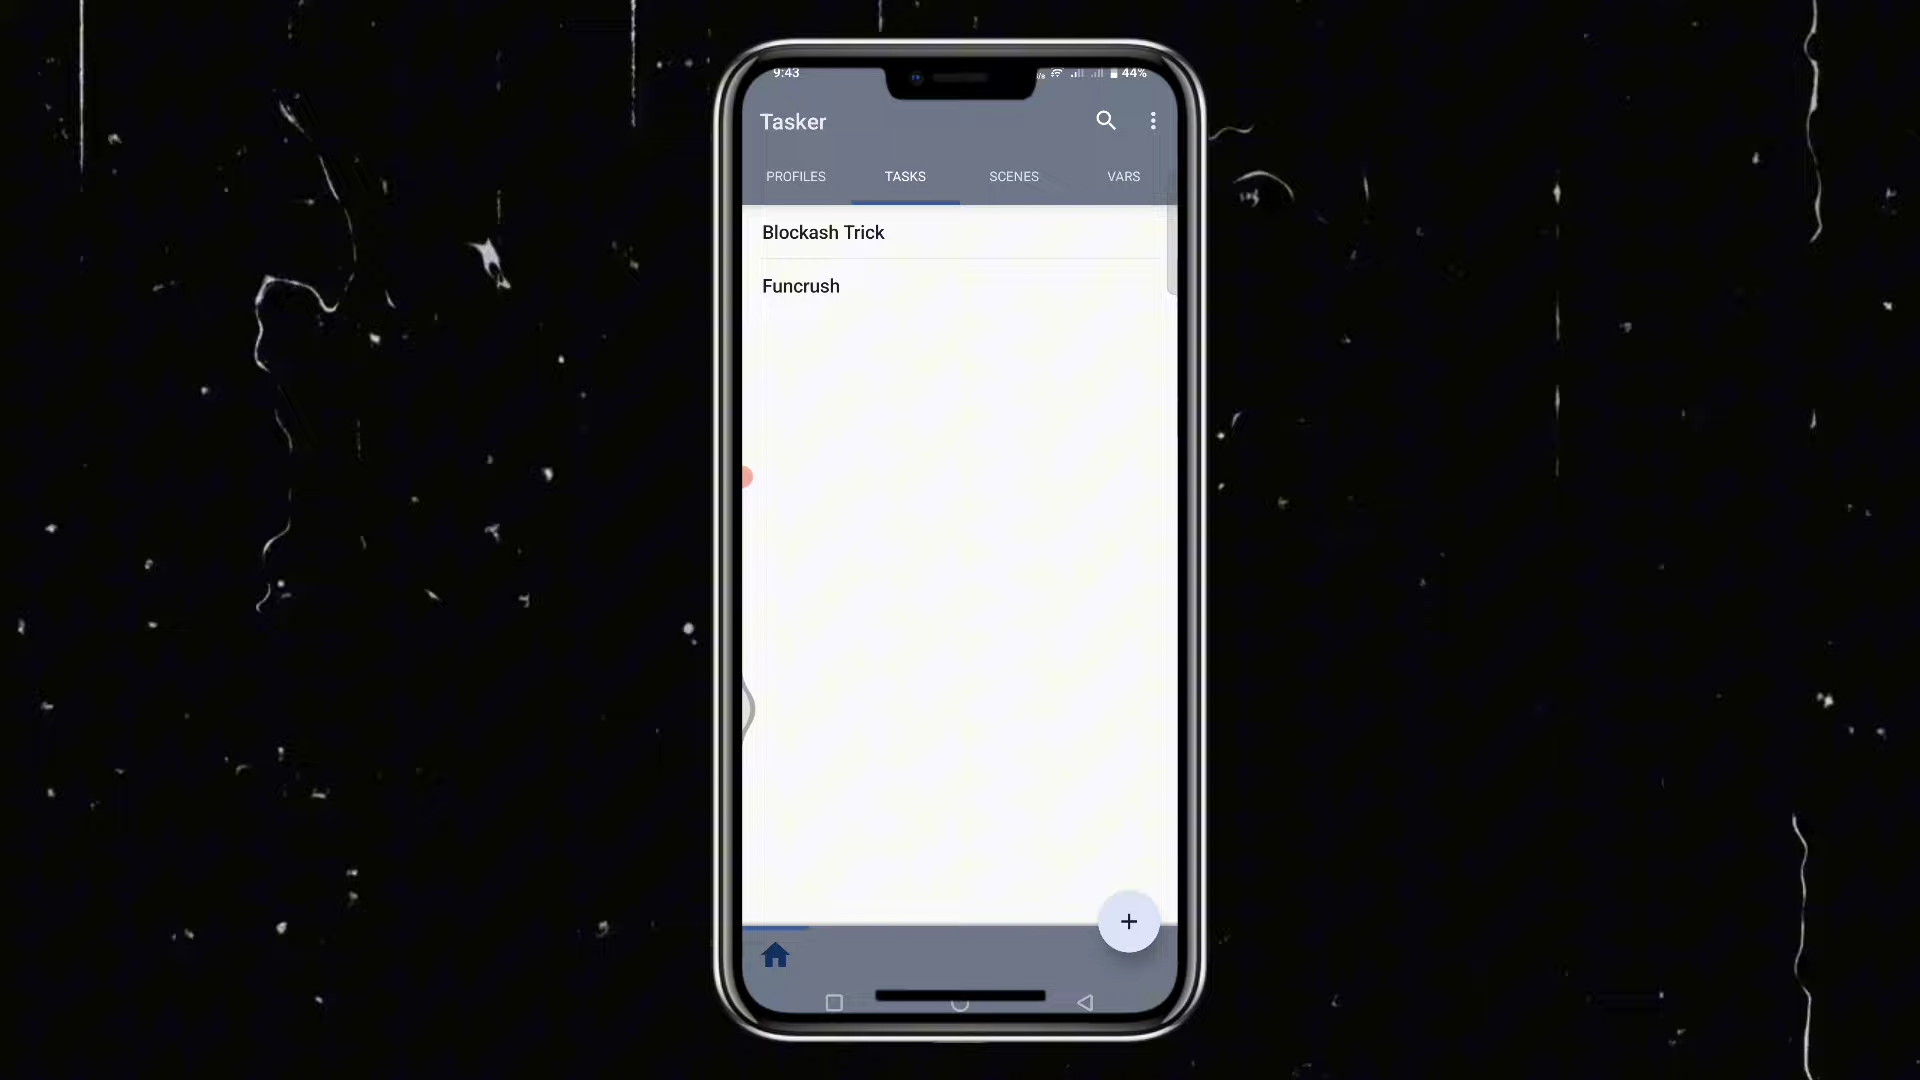 9:43
44%
Tasker
PROFILES TASKS SCENES VARS
Blockash Trick
Funcrush